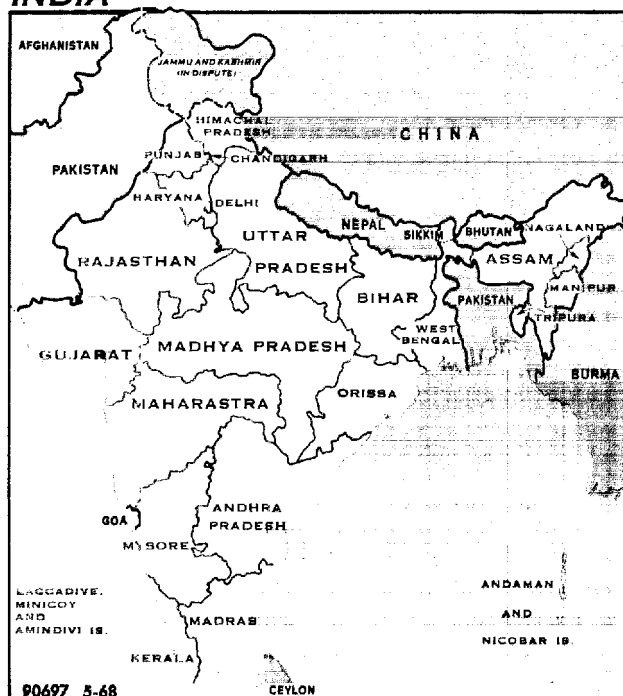 INDIA
AFGHANISTAN
JAMMU AND KASHMIR
(IN DISPUTE)
HIMACHAL
PRADESH
CHINA
PAKISTAN
PUNJAB
CHANDIGARH
HARYANA
DELHI
NEPAL
SIKKIM
BHUTAN
NAGALAND
UTTAR
PRADESH
RAJASTHAN
ASSAM
BIHAR
PAKISTAN
MANIPUR
TRIPURA
WEST
BENGAL
GUJARAT
MADHYA PRADESH
BURMA
MAHARASTRA
ORISSA
GOA
ANDHRA
PRADESH
MYSORE
LACCADIVE,
MINICOY
AND
AMINDIVI IS.
ANDAMAN
AND
NICOBAR IS.
MADRAS
KERALA
90697 5-68
CEYLON